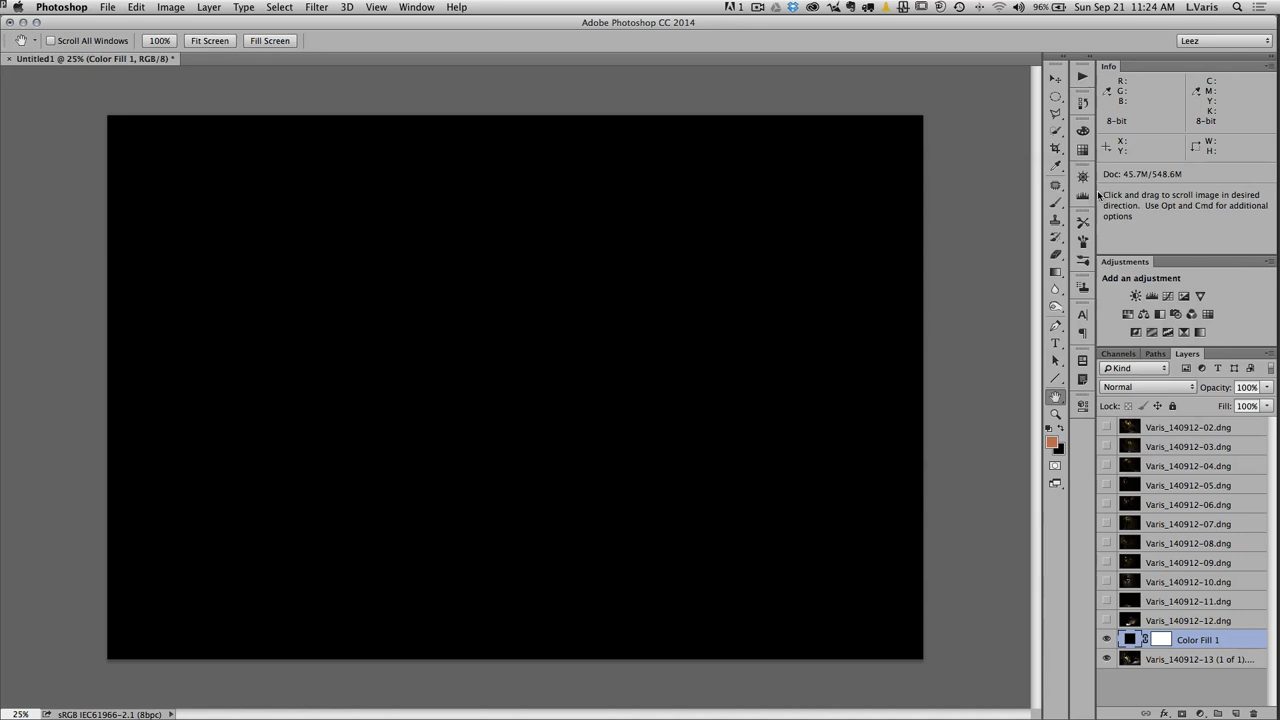 Photoshop File Edit Image Layer Type Select Filter 3D View Window Help 1 96% Sun Sep 21 11:24 AM L.Varis
Adobe Photoshop CC 2014
Scroll All Windows 100% Fit Screen Fill Screen Leez
× Untitled1 @ 25% (Color Fill 1, RGB/8) *
Info
R: C:
G: M:
B: Y:
K:
8-bit 8-bit
X: W:
Y: H:
Doc: 45.7M/548.6M
Click and drag to scroll image in desired
direction. Use Opt and Cmd for additional
options
Adjustments
Add an adjustment
Channels Paths Layers
Kind
Normal Opacity: 100%
Lock: Fill: 100%
Varis_140912-02.dng
Varis_140912-03.dng
Varis_140912-04.dng
Varis_140912-05.dng
Varis_140912-06.dng
Varis_140912-07.dng
Varis_140912-08.dng
Varis_140912-09.dng
Varis_140912-10.dng
Varis_140912-11.dng
Varis_140912-12.dng
Color Fill 1
Varis_140912-13 (1 of 1)....
25% sRGB IEC61966-2.1 (8bpc)